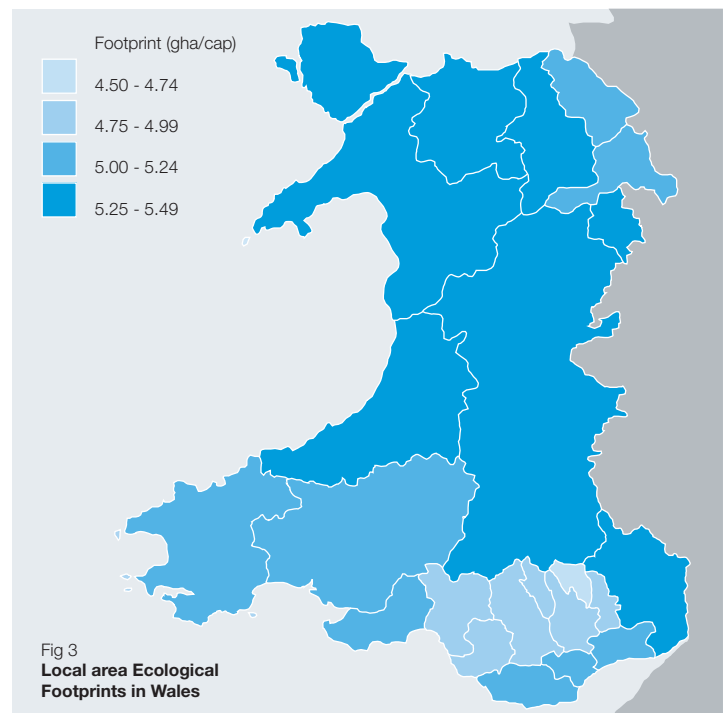 Footprint (gha/cap)
4.50 - 4.74
4.75 - 4.99
5.00 - 5.24
5.25 - 5.49
Fig 3
Local area Ecological
Footprints in Wales